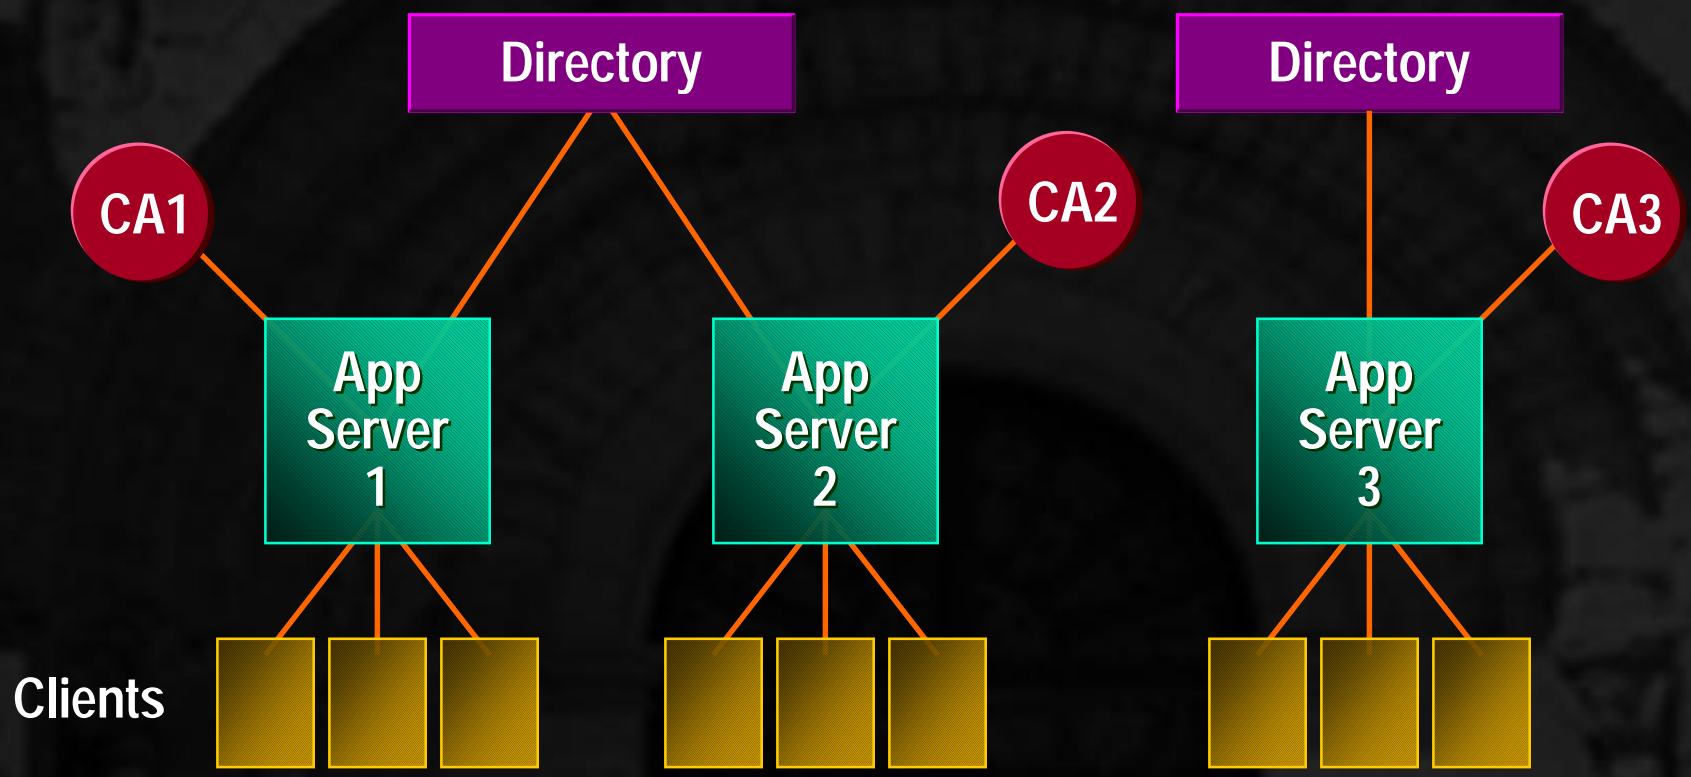 Directory
Directory
CA1
CA2
CA3
App
Server
1
App
Server
2
App
Server
3
Clients